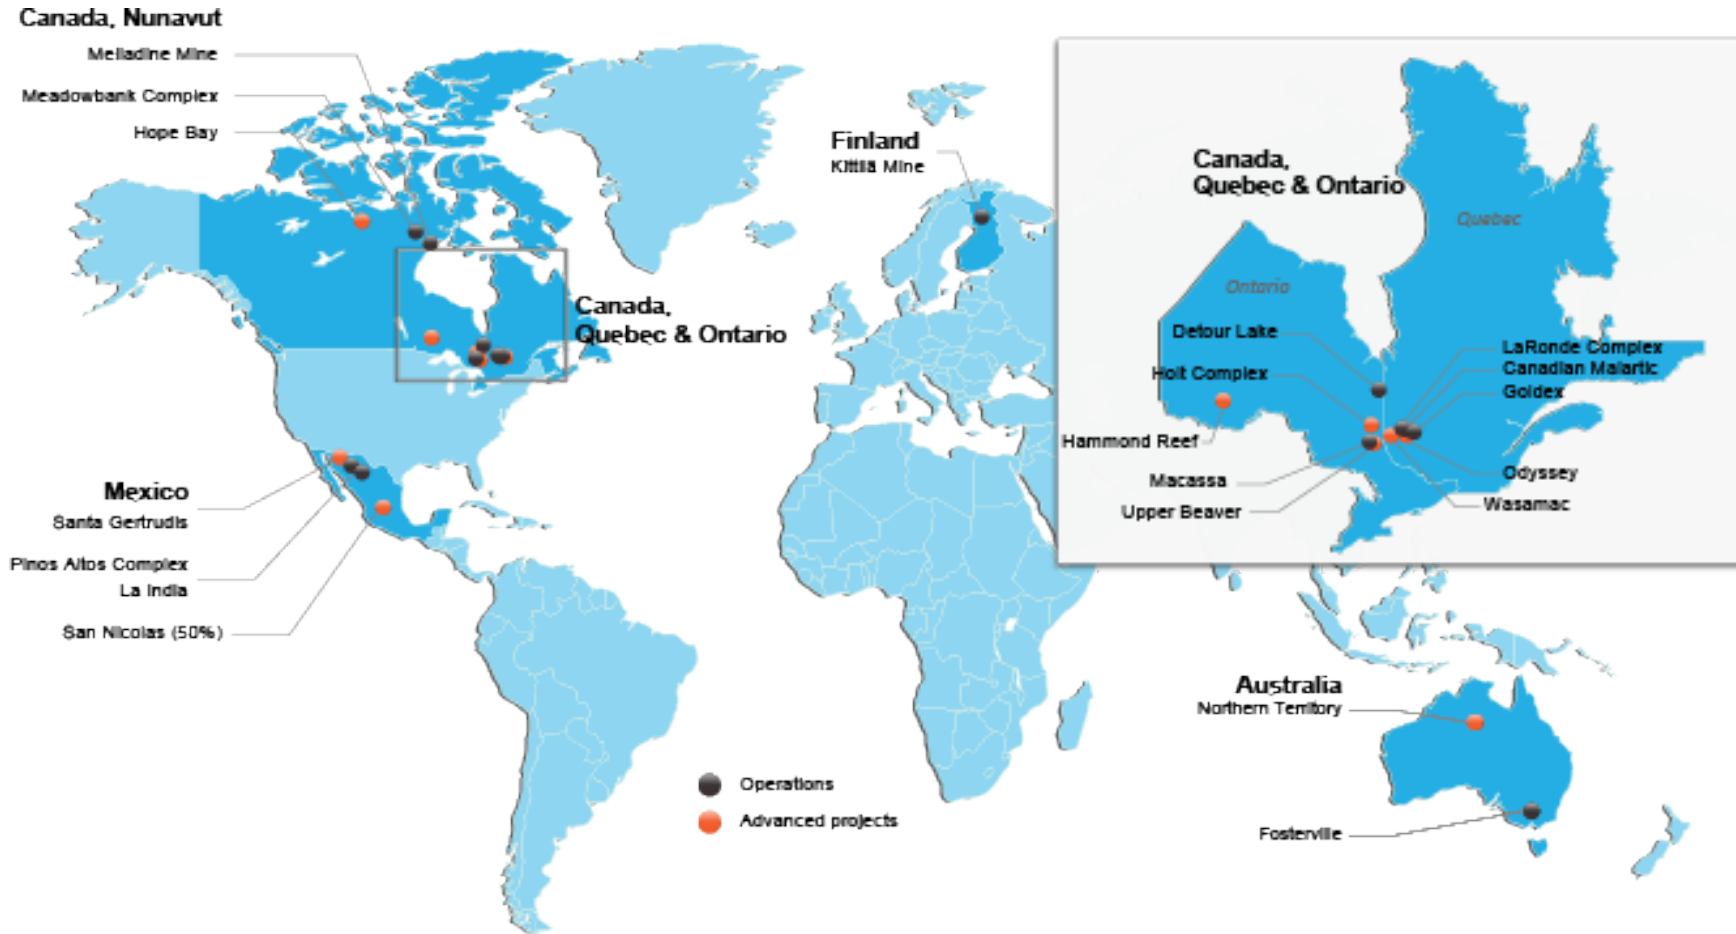 Canada, Nunavut
Meliadine Mine
Meadowbank Complex
Hope Bay
Finland
Kittilä Mine
Canada,
Quebec & Ontario
Mexico
Santa Gertrudis
Pinos Altos Complex
La India
San Nicolas (50%)
Operations
Advanced projects
Canada,
Quebec & Ontario
Quebec
Ontario
Detour Lake
Holt Complex
Hammond Reef
Macassa
Upper Beaver
LaRonde Complex
Canadian Malartic
Goldex
Odyssey
Wasamac
Australia
Northern Territory
Fosterville